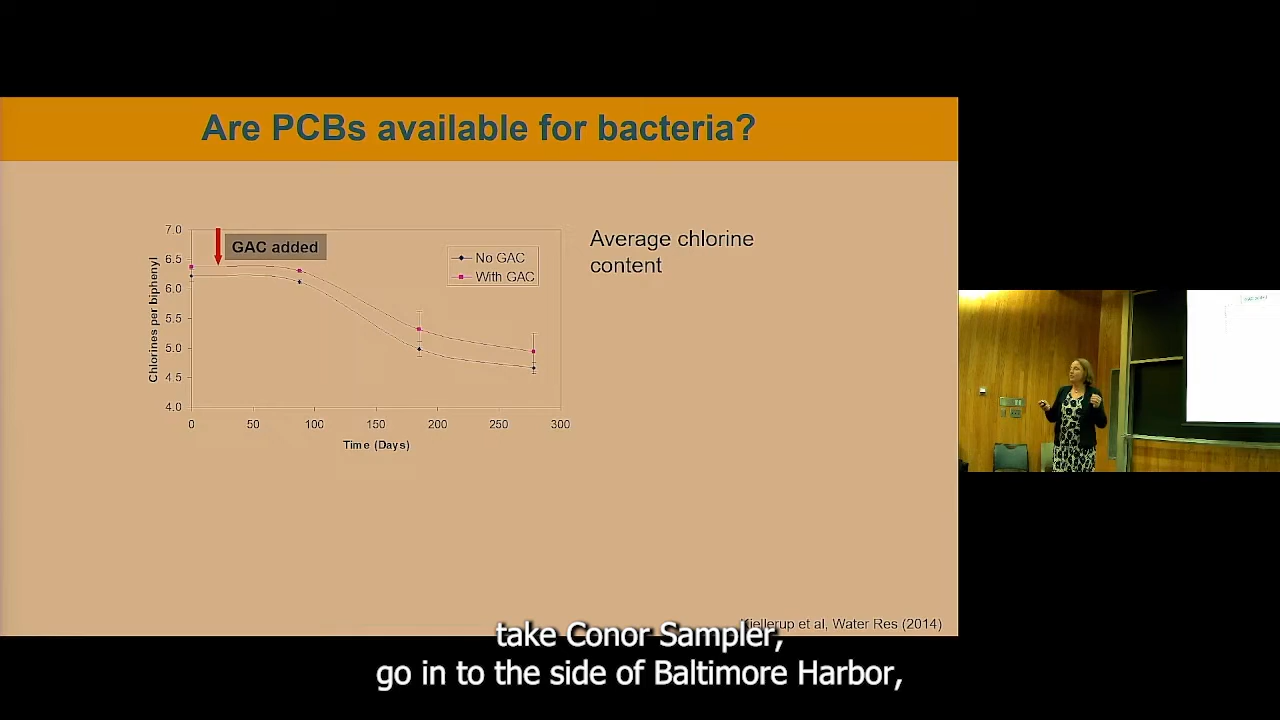 Are PCBs available for bacteria?
7.0
6.5
6.0
5.5
5.0
4.5
4.0
Chlorines per biphenyl
GAC added
No GAC
With GAC
0 50 100 150 200 250 300
Time (Days)
Average chlorine
content
et al, Water Res (2014)
take Conor Sampler,
go in to the side of Baltimore Harbor,